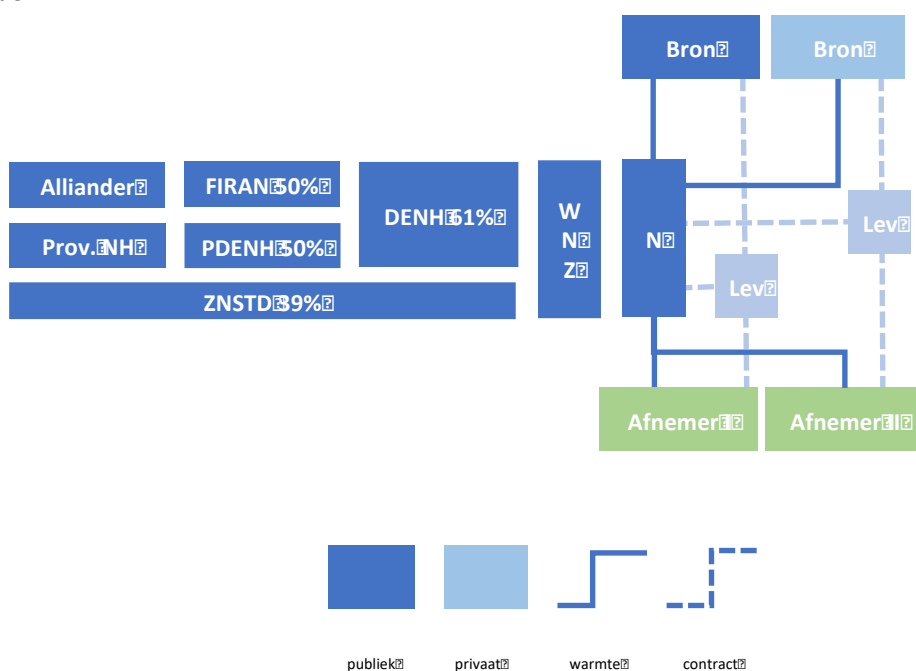 Bron
Bron
Alliander
FIRAN 50%
DENH 61%
W
N
Z
N
Lev
Prov. NH
PDENH 50%
Lev
ZNSTD 39%
Afnemer I
Afnemer II
publiek
privaat
warmte
contract